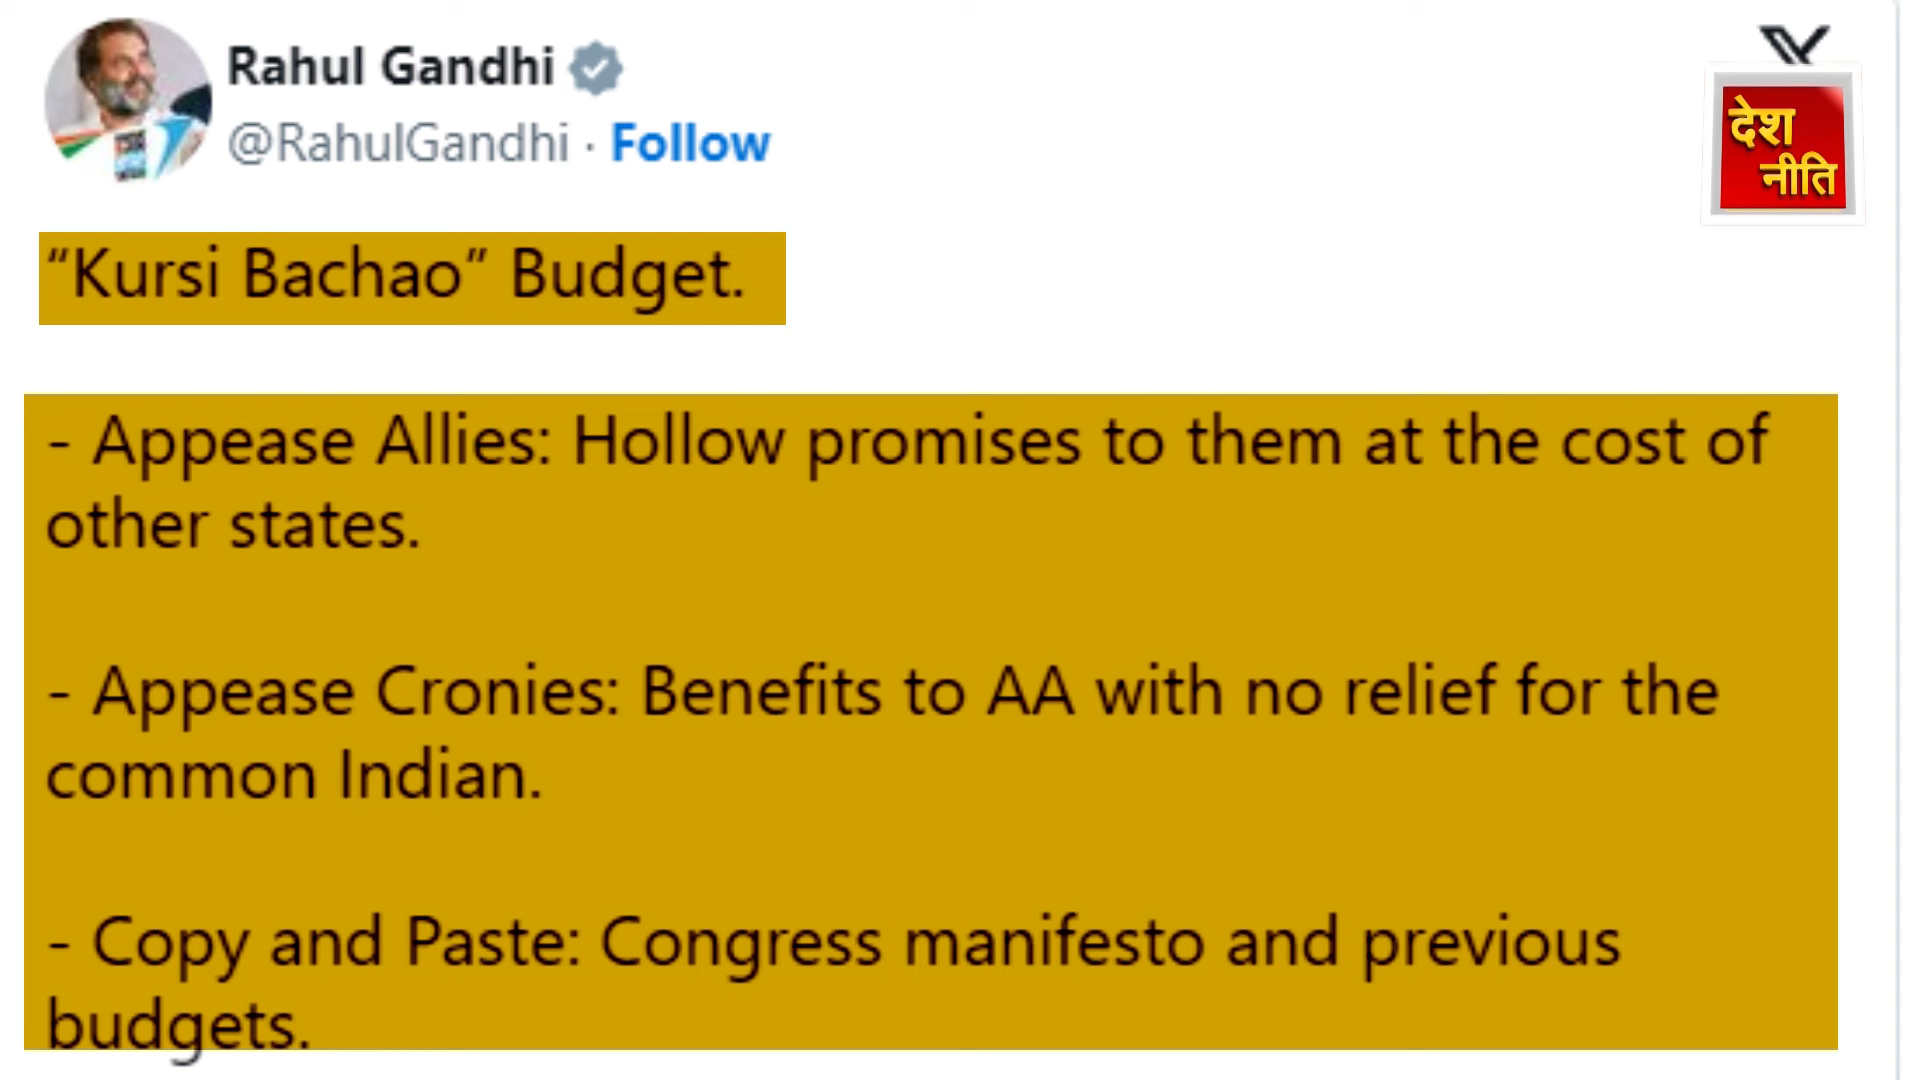 Rahul Gandhi
@RahulGandhi · Follow
देश
नीति
“Kursi Bachao” Budget.
- Appease Allies: Hollow promises to them at the cost of
other states.
- Appease Cronies: Benefits to AA with no relief for the
common Indian.
- Copy and Paste: Congress manifesto and previous
budgets.